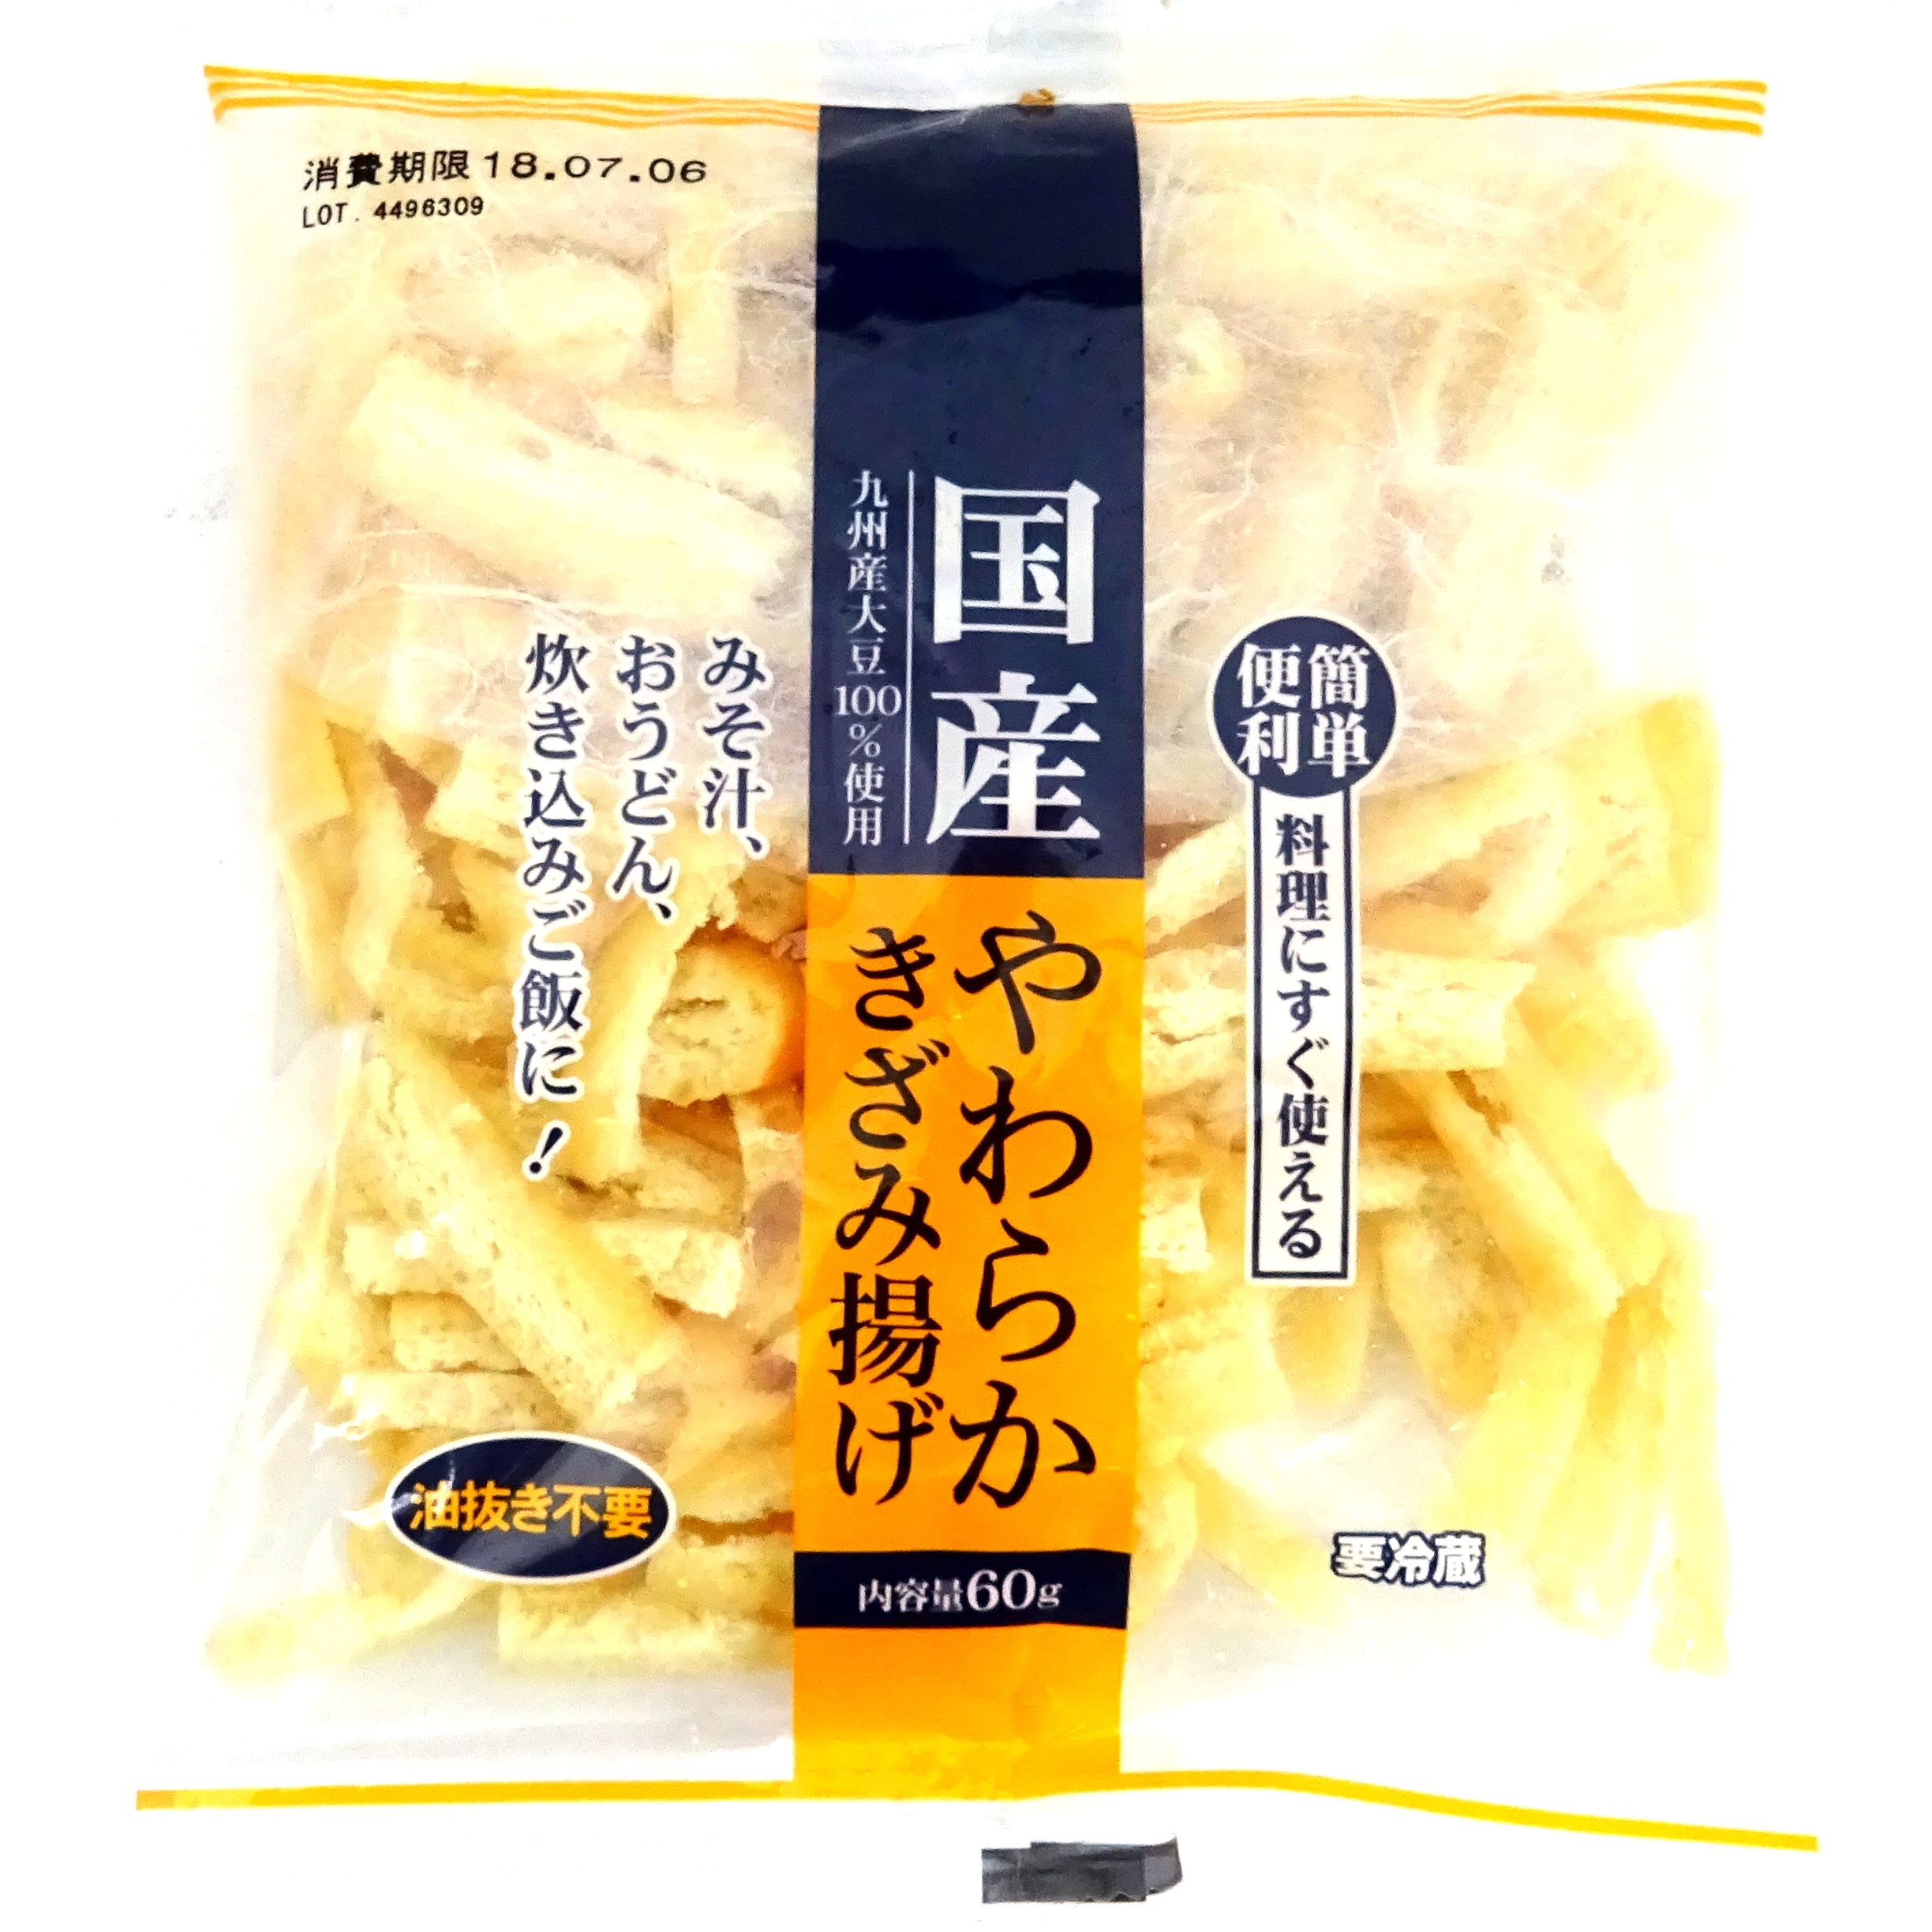 消費期限 18.07.06
LOT. 4496309
国産
九州産大豆100%使用
やわらか
きざみ揚げ
内容量60g
簡単
便利
料理にすぐ使える
みそ汁、
おうどん、
炊き込みご飯に!
油抜き不要
要冷蔵